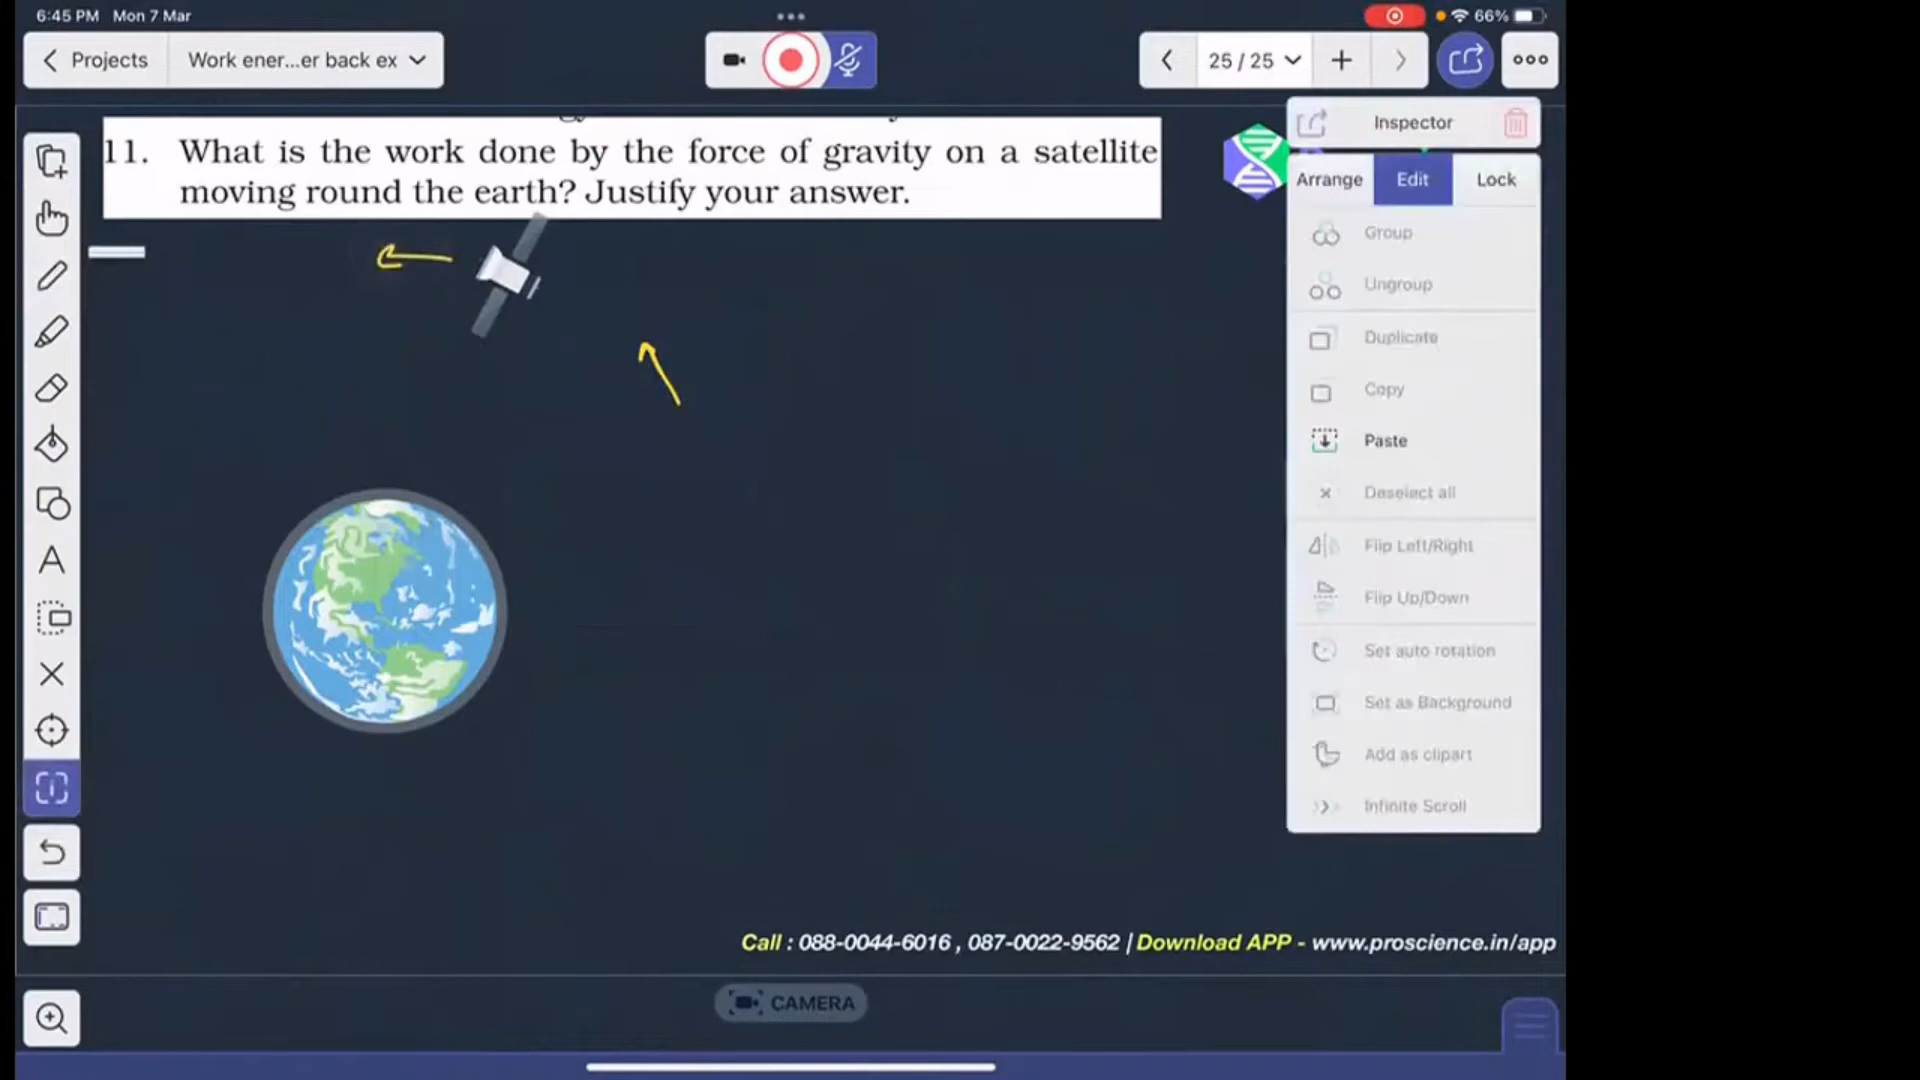 6:45 PM Mon 7 Mar
66%
Projects
Work ener...er back ex
25 / 25
Inspector
Arrange Edit Lock
11. What is the work done by the force of gravity on a satellite
moving round the earth? Justify your answer.
Group
Ungroup
Duplicate
Copy
Paste
Deselect all
Flip Left/Right
Flip Up/Down
Set auto rotation
Set as Background
Add as clipart
Infinite Scroll
A
Call : 088-0044-6016 , 087-0022-9562 | Download APP - www.proscience.in/app
CAMERA